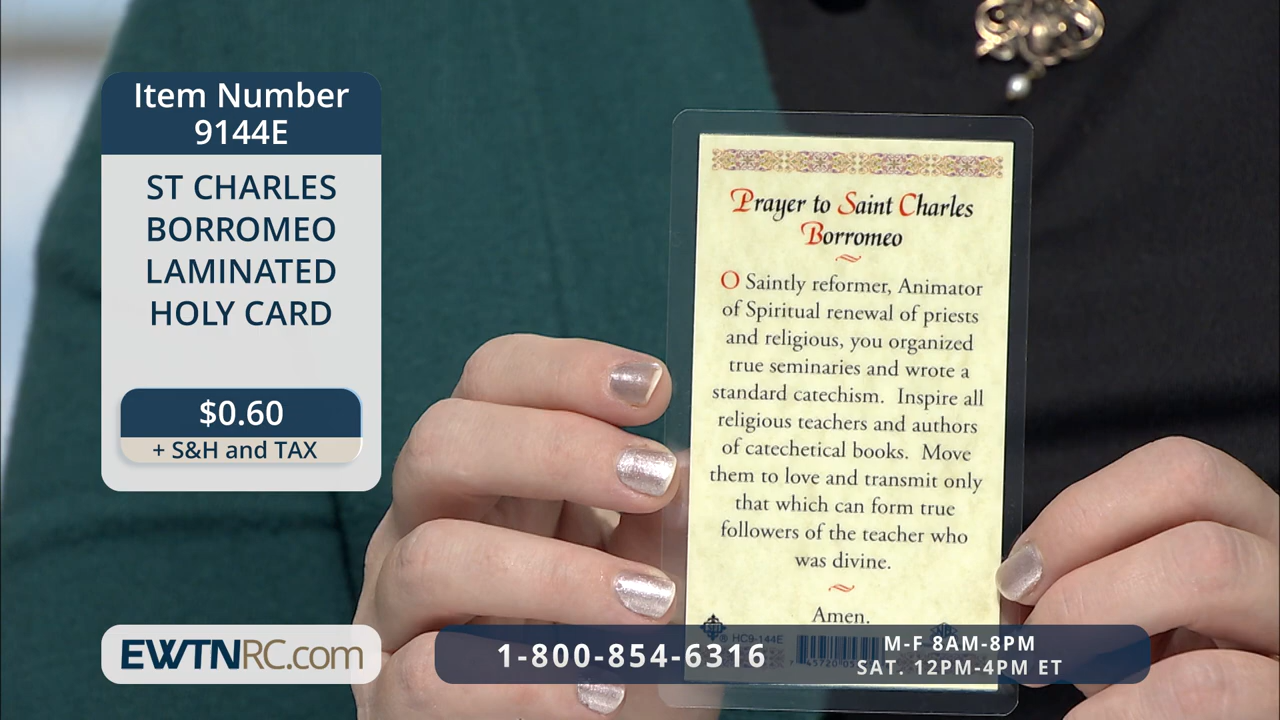 Item Number
9144E
ST CHARLES
BORROMEO
LAMINATED
HOLY CARD
$0.60
+ S&H and TAX
Prayer to Saint Charles
Borromeo
O Saintly reformer, Animator
of Spiritual renewal of priests
and religious, you organized
true seminaries and wrote a
standard catechism. Inspire all
religious teachers and authors
of catechetical books. Move
them to love and transmit only
that which can form true
followers of the teacher who
was divine.
Amen.
® HC9-144E
EWTNRC.com
1-800-854-6316
M-F 8AM-8PM
SAT. 12PM-4PM ET